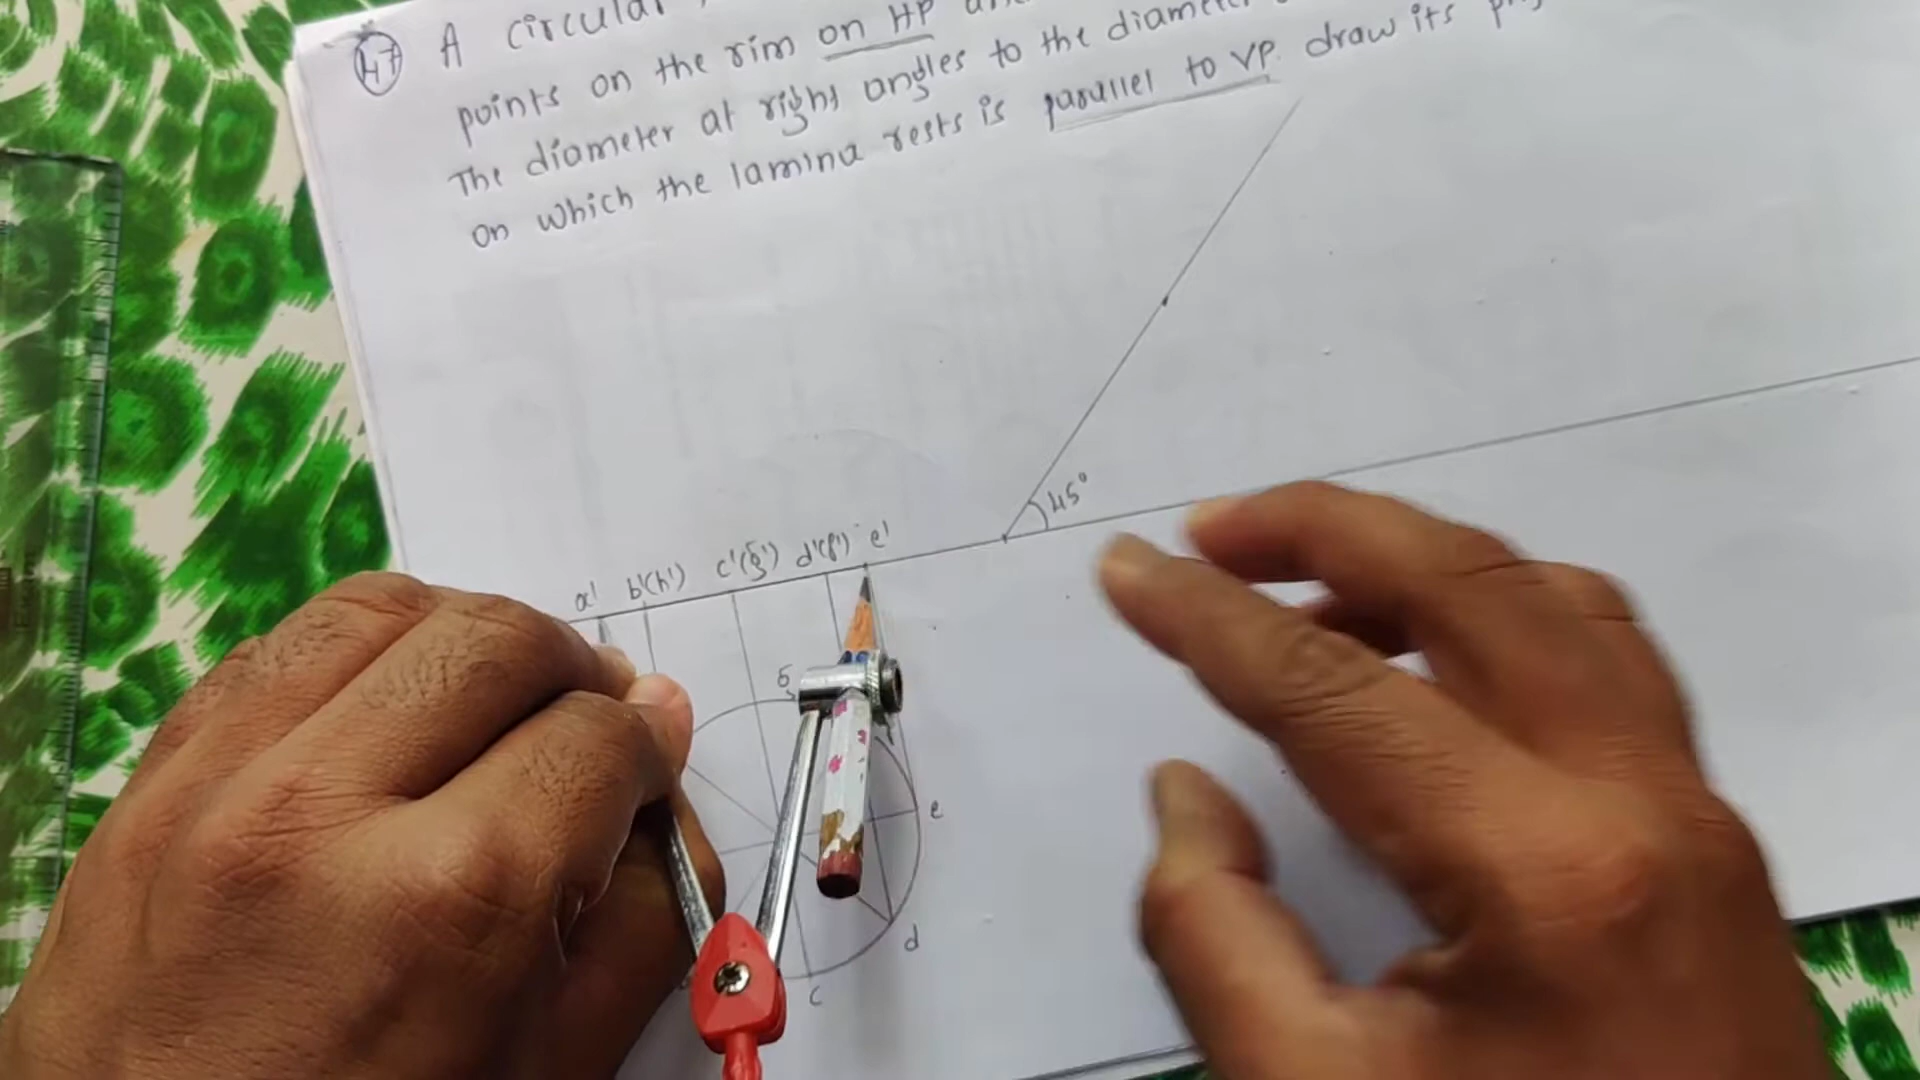 47 A circular
points on the rim on HP
The diameter at right angles to the diameter
on which the lamina rests is parallel to VP. draw its
45°
a' b'(h') c'(g') d'(f') e'
g
f
e
d
c